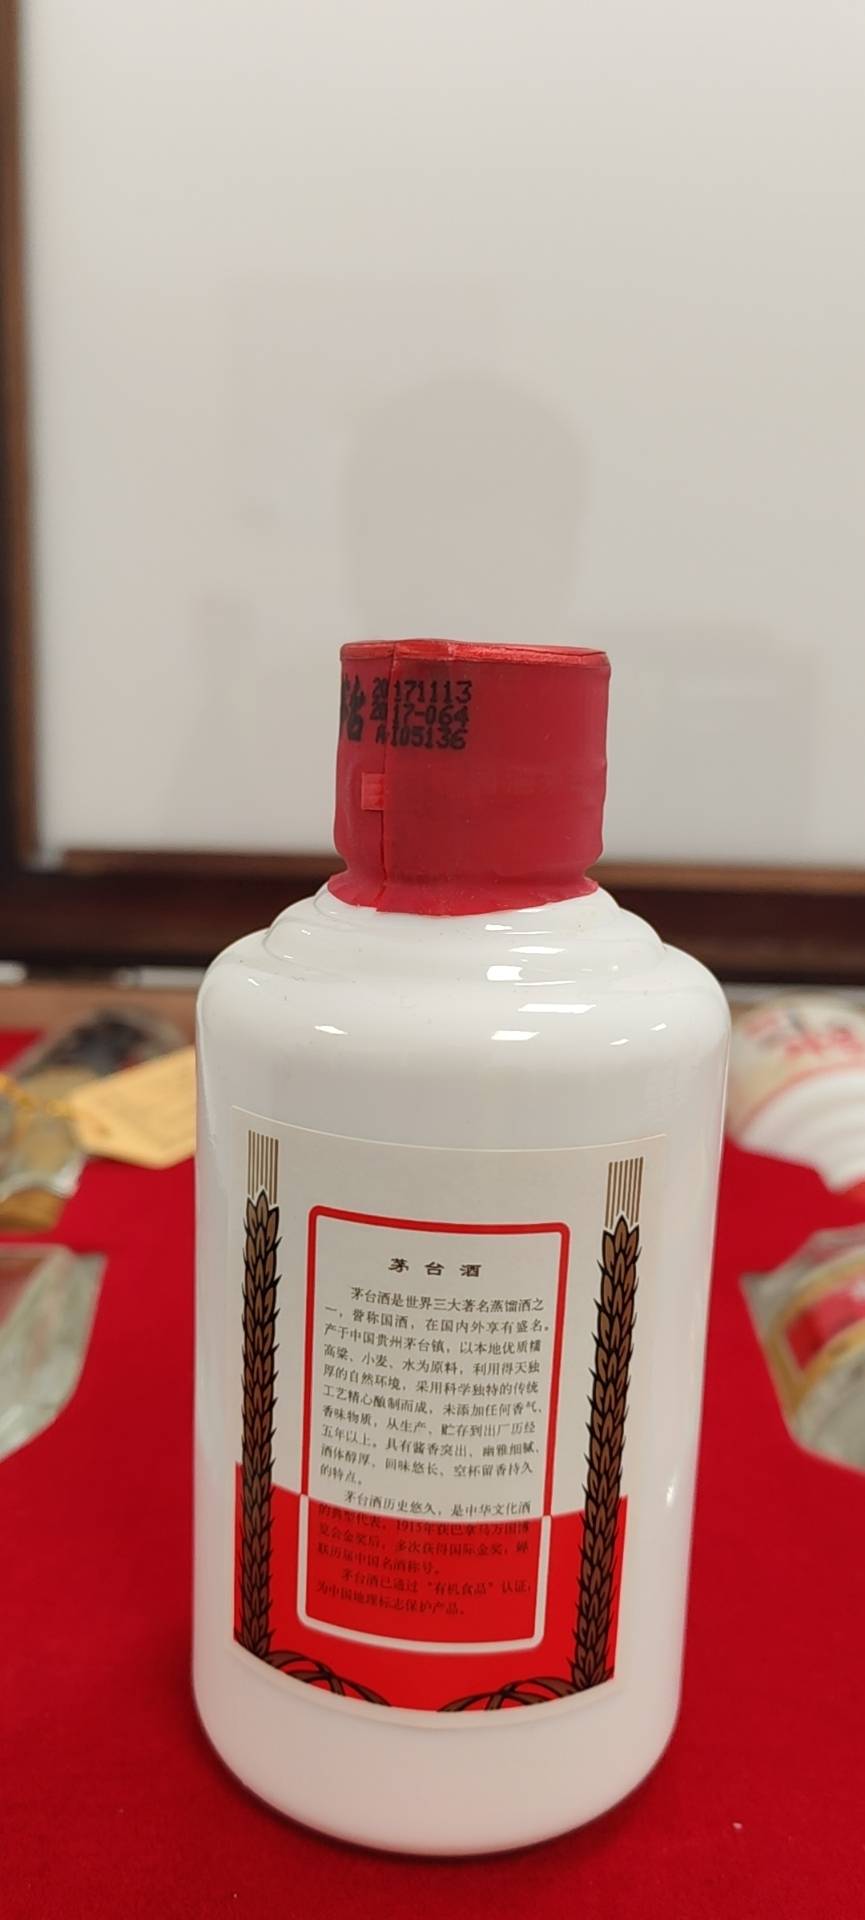 20171113
2017-064
A-105136
茅台酒
茅台酒是世界三大著名蒸馏酒之
一，誉称国酒，在国内外享有盛名。
产于中国贵州茅台镇，以本地优质糯
高粱、小麦、水为原料，利用得天独
厚的自然环境，采用科学独特的传统
工艺精心酿制而成，未添加任何香气、
香味物质，从生产、贮存到出厂历经
五年以上。具有酱香突出、幽雅细腻、
酒体醇厚、回味悠长、空杯留香持久
的特点。
茅台酒历史悠久，是中华文化酒
的典型代表，1915年获巴拿马万国博
览会金奖后，多次获得国际金奖，蝉
联历届中国名酒称号。
茅台酒已通过“有机食品”认证，
为中国地理标志保护产品。